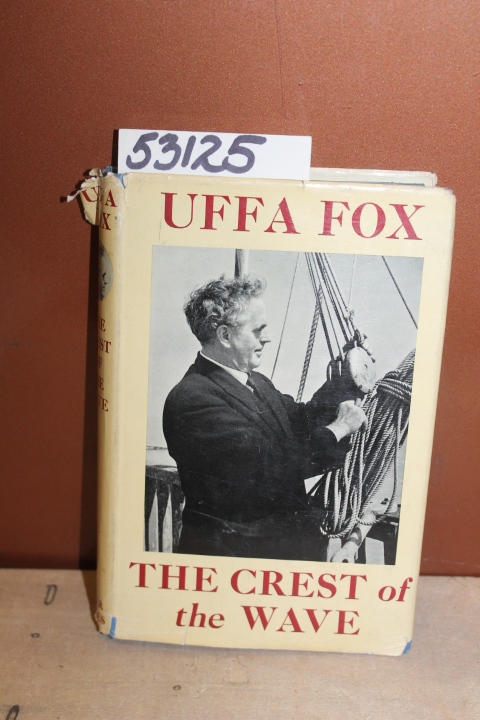 53125
UFFA FOX
THE CREST of
the WAVE